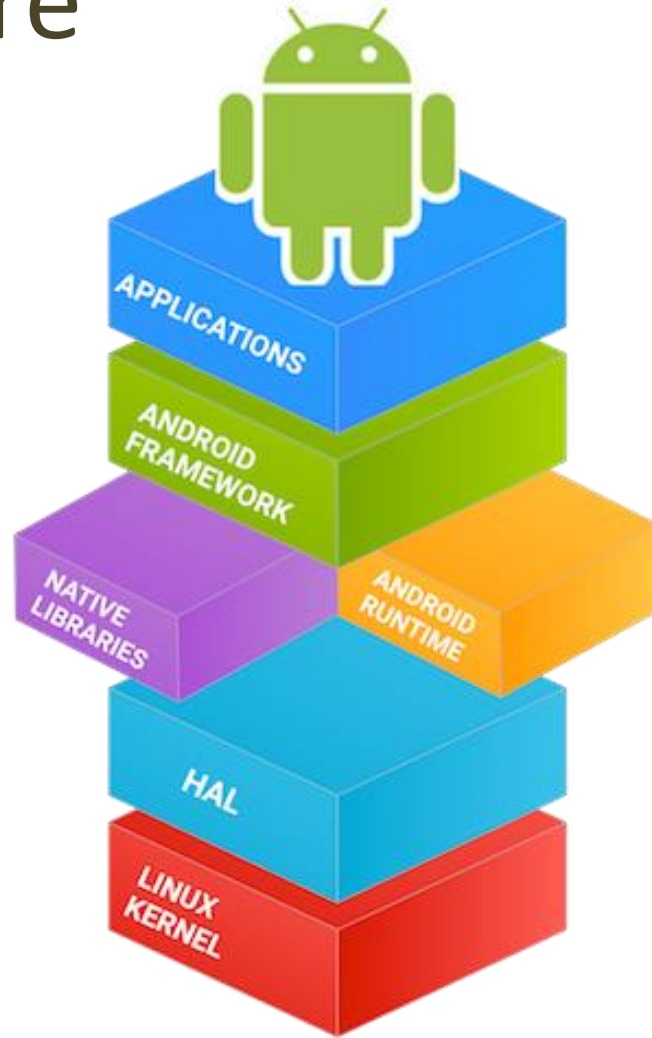 re
APPLICATIONS
ANDROID
FRAMEWORK
NATIVE
LIBRARIES
ANDROID
RUNTIME
HAL
LINUX
KERNEL